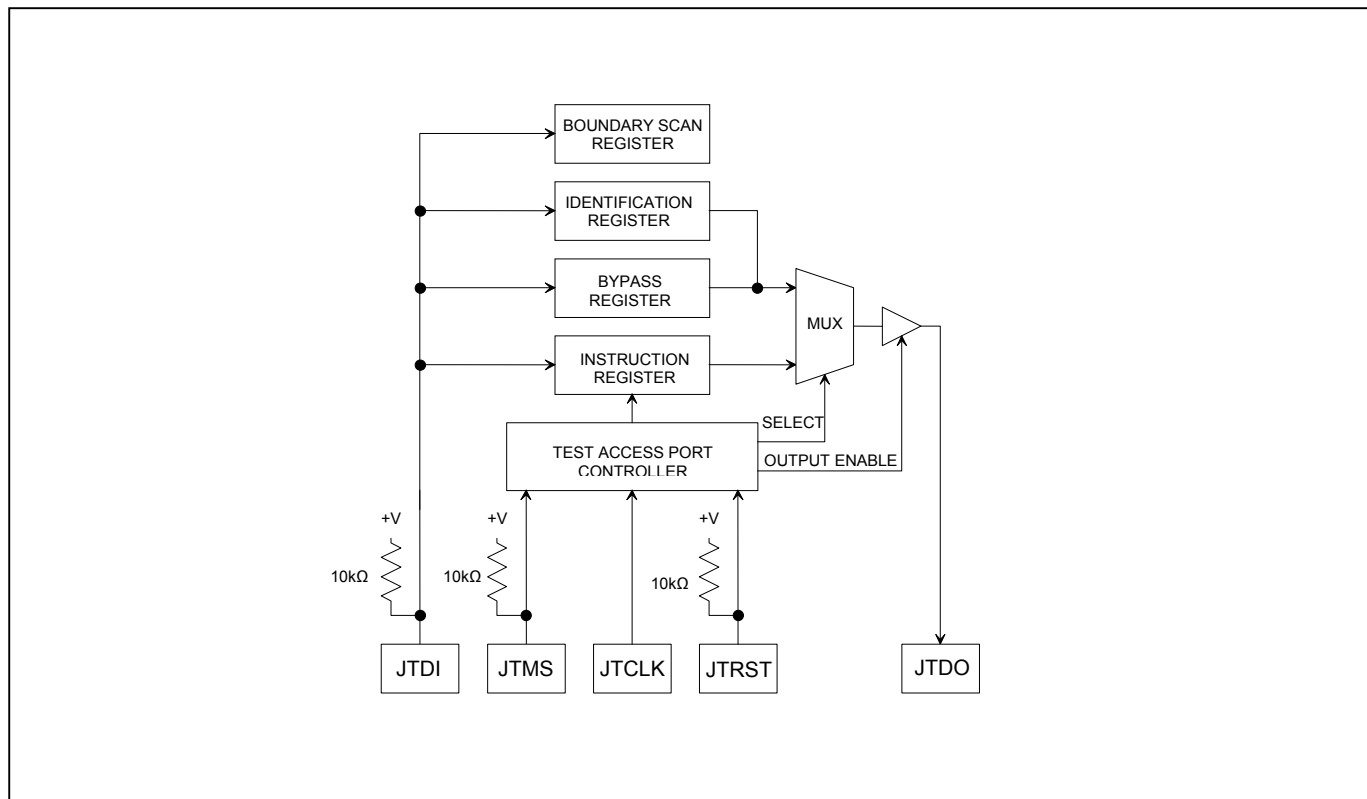 BOUNDARY SCAN
REGISTER
IDENTIFICATION
REGISTER
BYPASS
REGISTER
MUX
INSTRUCTION
REGISTER
SELECT
TEST ACCESS PORT
CONTROLLER
OUTPUT ENABLE
+V
+V
+V
10kΩ
10kΩ
10kΩ
JTDI
JTMS
JTCLK
JTRST
JTDO